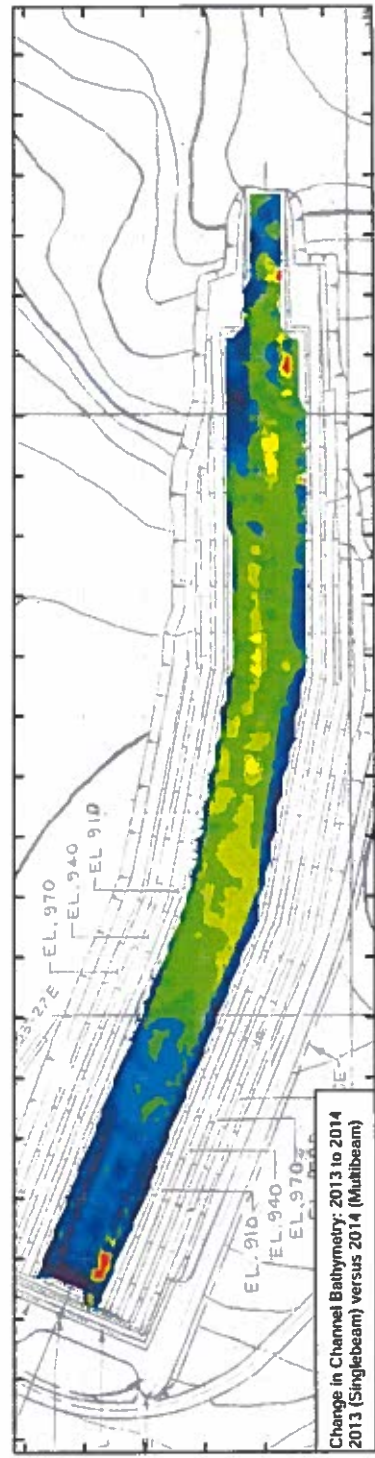 EL.970
EL.940
EL.910
EL.910
EL.940
EL.970
Change in Channel Bathymetry: 2013 to 2014
2013 (Singlebeam) versus 2014 (Multibeam)